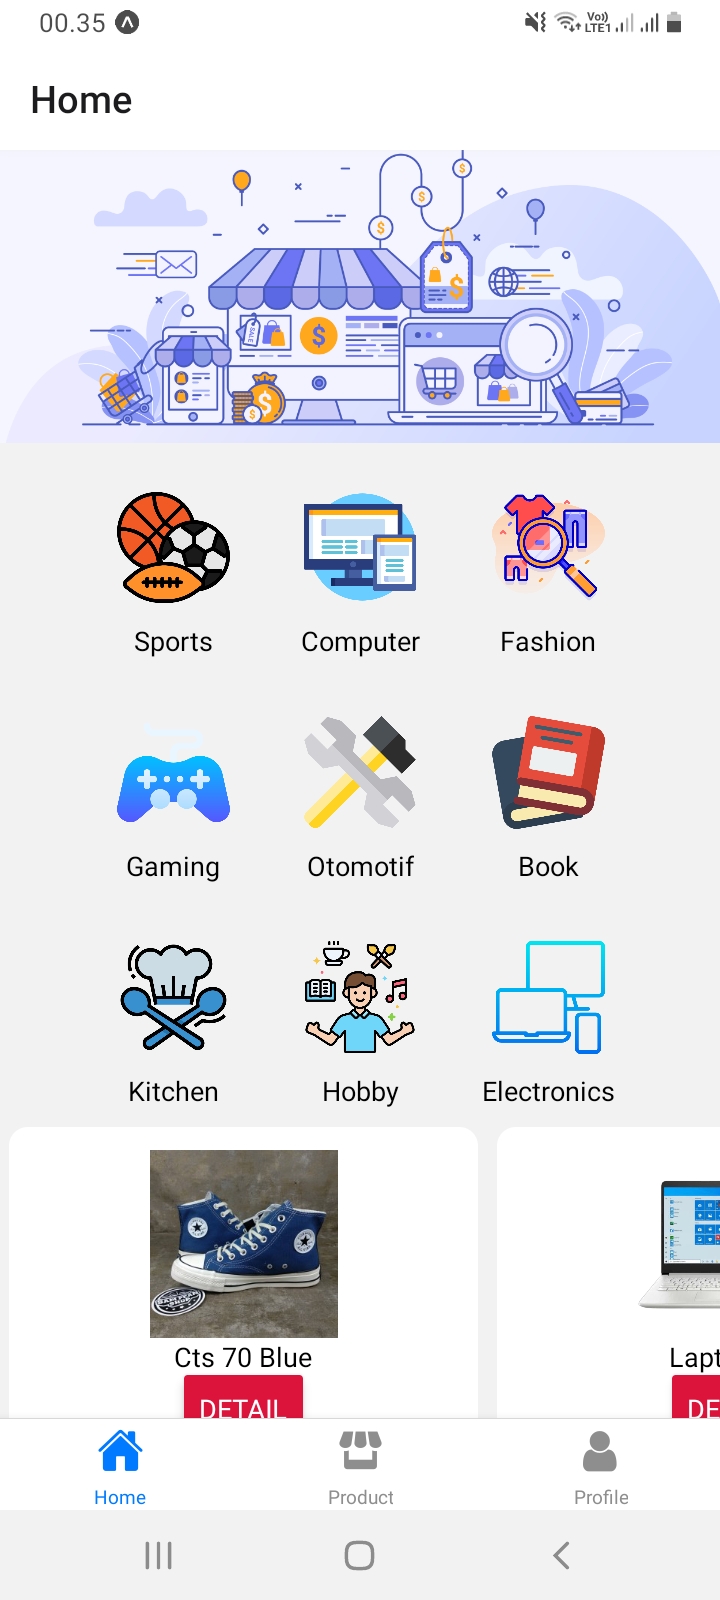 00.35
Vo))
LTE1
Home
SALE
Sports
Computer
Fashion
Gaming
Otomotif
Book
Kitchen
Hobby
Electronics
Cts 70 Blue
Lapt
DETAIL
DE
Home
Product
Profile